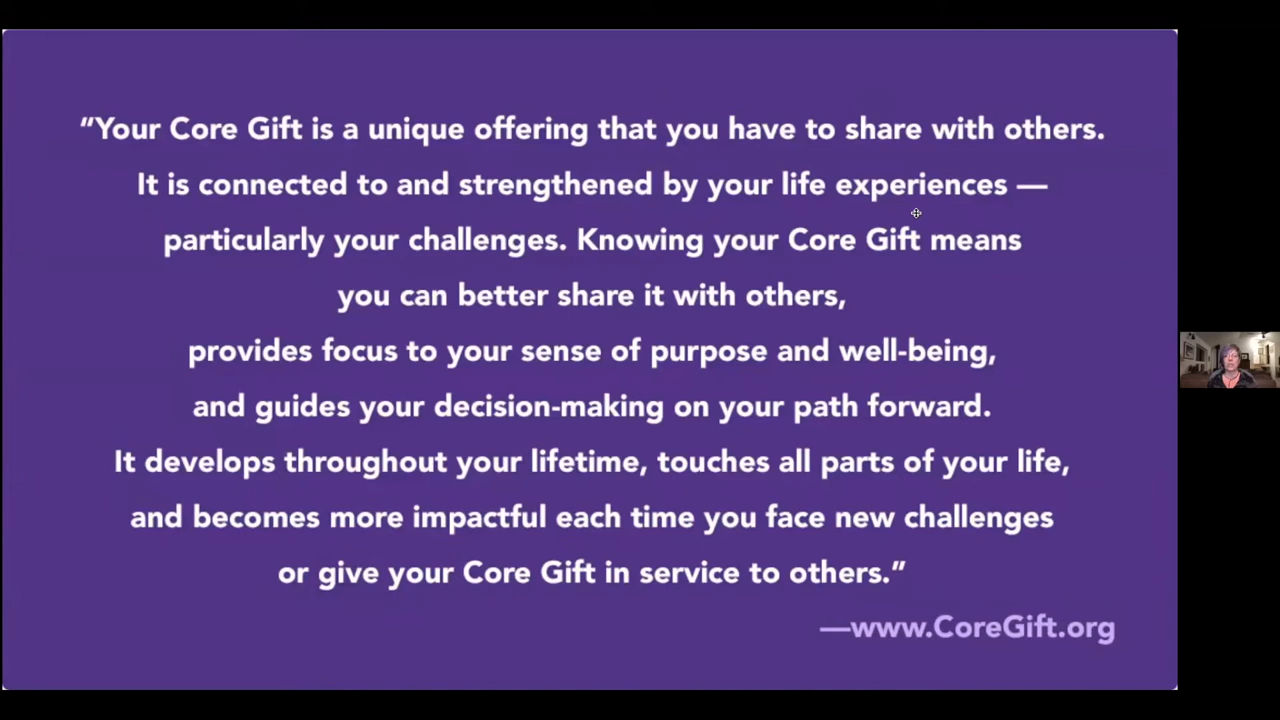 “Your Core Gift is a unique offering that you have to share with others.
It is connected to and strengthened by your life experiences —
particularly your challenges. Knowing your Core Gift means
you can better share it with others,
provides focus to your sense of purpose and well-being,
and guides your decision-making on your path forward.
It develops throughout your lifetime, touches all parts of your life,
and becomes more impactful each time you face new challenges
or give your Core Gift in service to others.”
—www.CoreGift.org